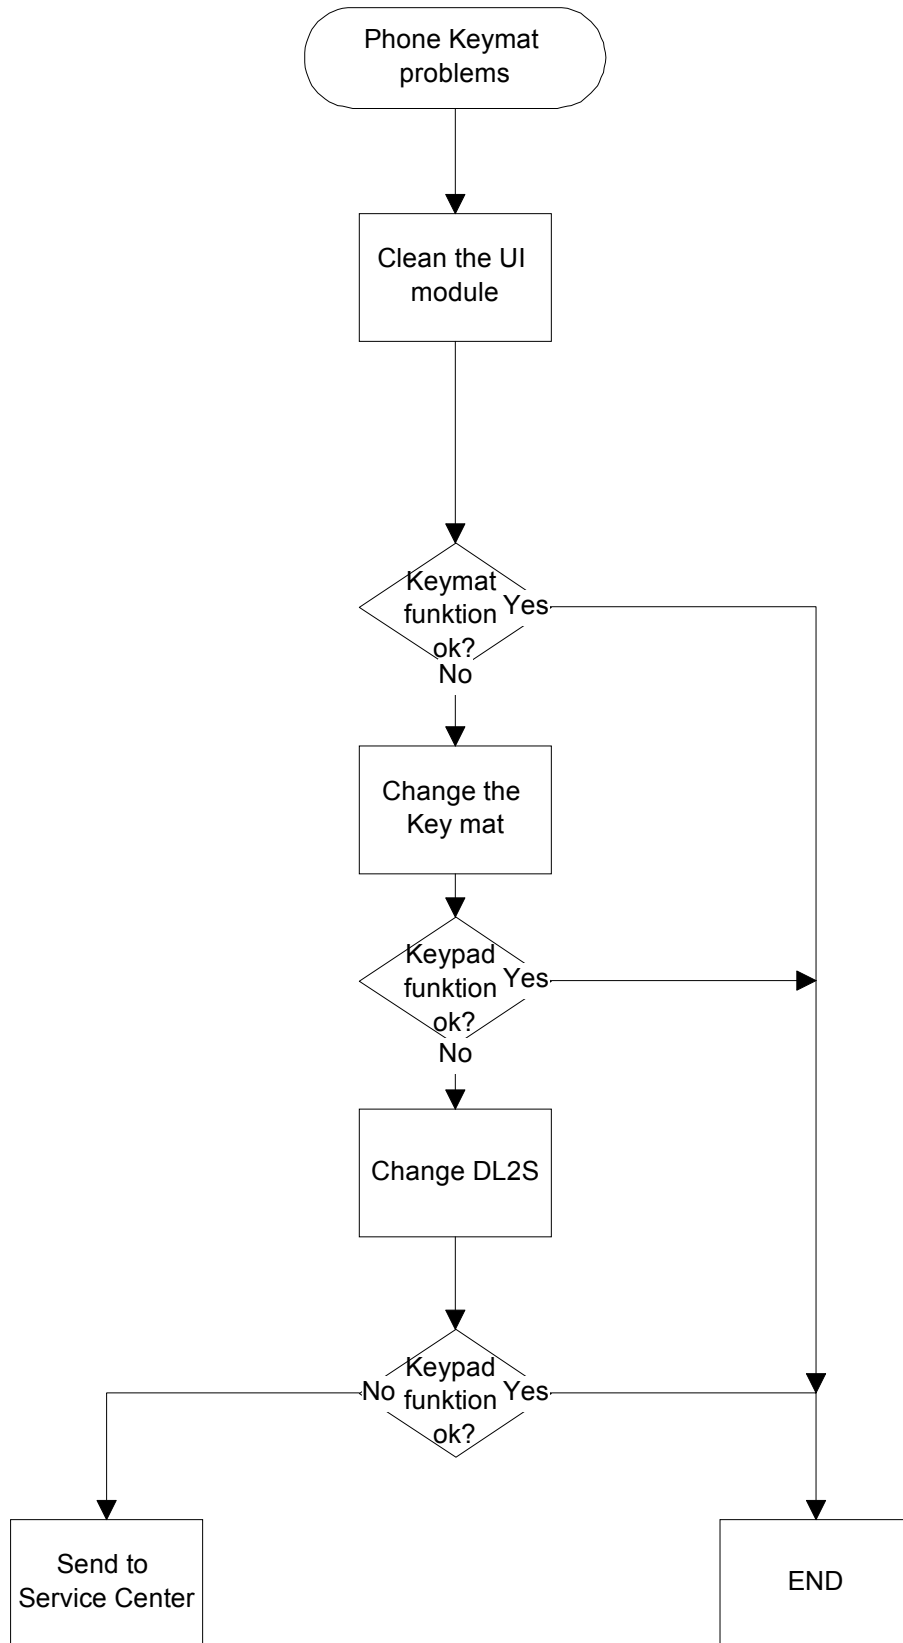 Phone Keymat
problems
Clean the UI
module
Keymat
funktion
ok?
Yes
No
Change the
Key mat
Keypad
funktion
ok?
Yes
No
Change DL2S
Keypad
funktion
ok?
No
Yes
Send to
Service Center
END